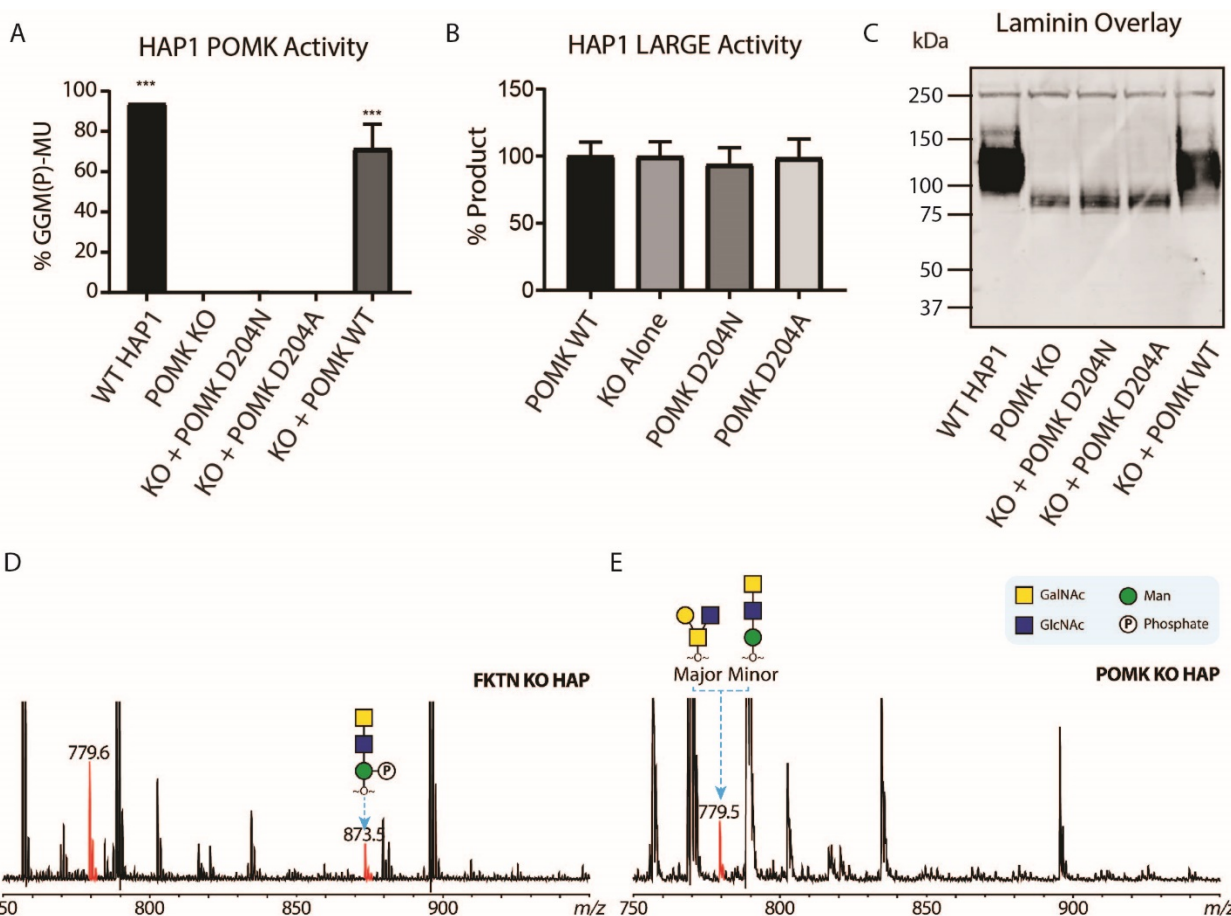 A
HAP1 POMK Activity
% GGM(P)-MU
100
80
60
40
20
0
***
***
WT HAP1
POMK KO
KO + POMK D204N
KO + POMK D204A
KO + POMK WT
B
HAP1 LARGE Activity
% Product
150
100
50
0
POMK WT
KO Alone
POMK D204N
POMK D204A
C
kDa
Laminin Overlay
250
150
100
75
50
37
WT HAP1
POMK KO
KO + POMK D204N
KO + POMK D204A
KO + POMK WT
D
FKTN KO HAP
779.6
P
~O~
873.5
50
800
850
900
m/z
E
GalNAc
Man
GlcNAc
P
Phosphate
~O~
~O~
Major Minor
POMK KO HAP
779.5
750
800
850
900
m/z